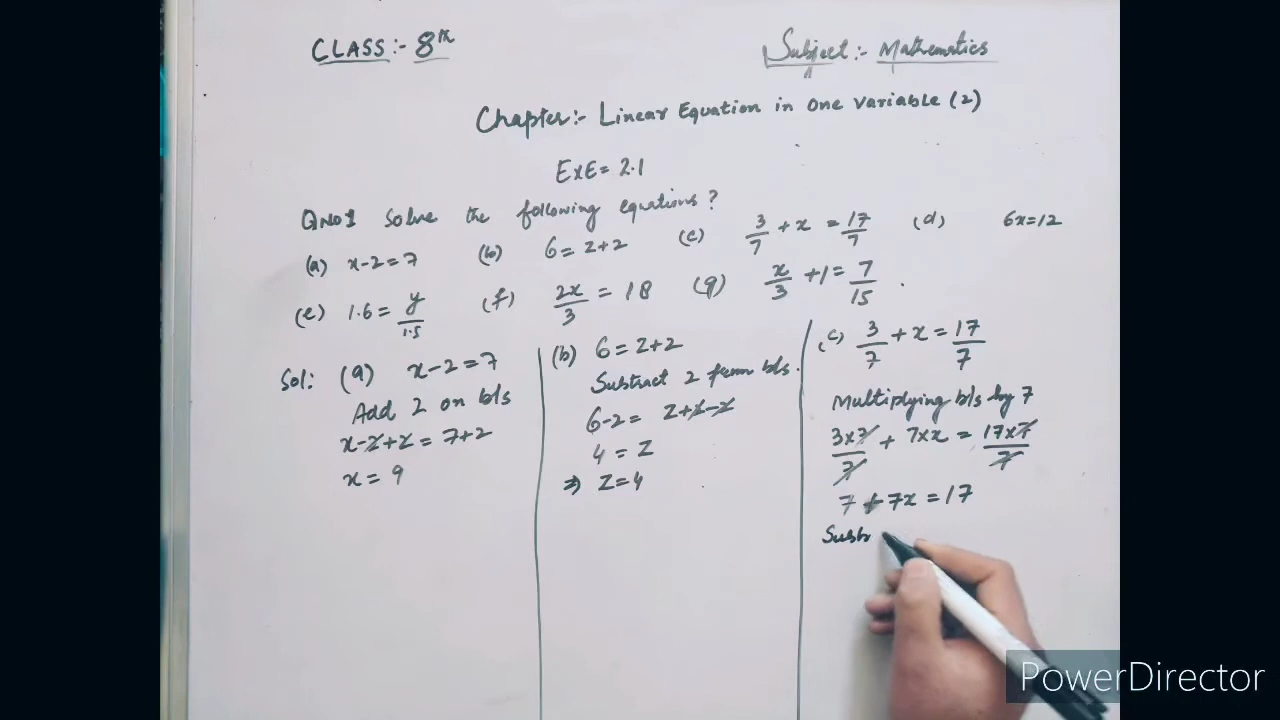 CLASS:- 8th
Subject:- Mathematics
Chapter:- Linear Equation in One Variable (2)
EXE = 2.1
QNo1 Solve the following equations?
(a) x-2=7 (b) 6=z+2 (c) 3/7 + x = 17/7 (d) 6x=12
(e) 1.6 = y/1.5 (f) 2x/3 = 18 (g) x/3 + 1 = 7/15 .
Sol: (a) x-2=7
Add 2 on b/s
x-2+2 = 7+2
x = 9
(b) 6=z+2
Subtract 2 from b/s.
6-2 = z+2-2
4 = z
⇒ z=4
(c) 3/7 + x = 17/7
Multiplying b/s by 7
3x7/7 + 7xx = 17x7/7
7 + 7x = 17
Subtr
PowerDirector